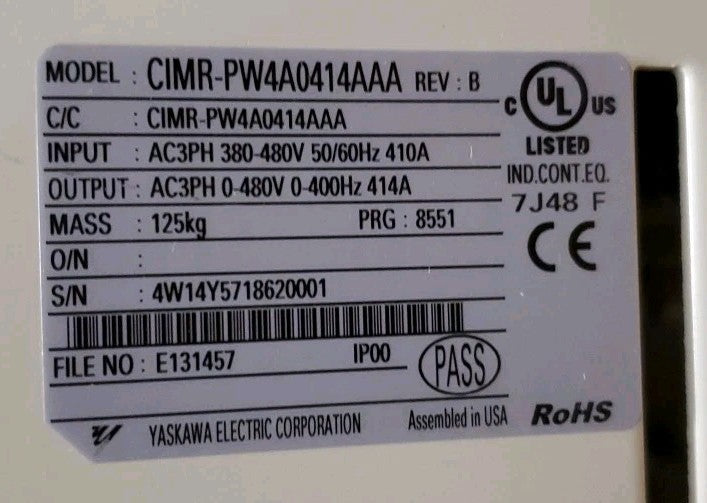 MODEL : CIMR-PW4A0414AAA REV : B
C/C : CIMR-PW4A0414AAA
INPUT : AC3PH 380-480V 50/60Hz 410A
OUTPUT : AC3PH 0-480V 0-400Hz 414A
MASS : 125kg PRG : 8551
O/N :
S/N : 4W14Y5718620001
FILE NO : E131457 IP00
PASS
YASKAWA ELECTRIC CORPORATION Assembled in USA RoHS
C UL US
LISTED
IND.CONT.EQ.
7J48 F
CE